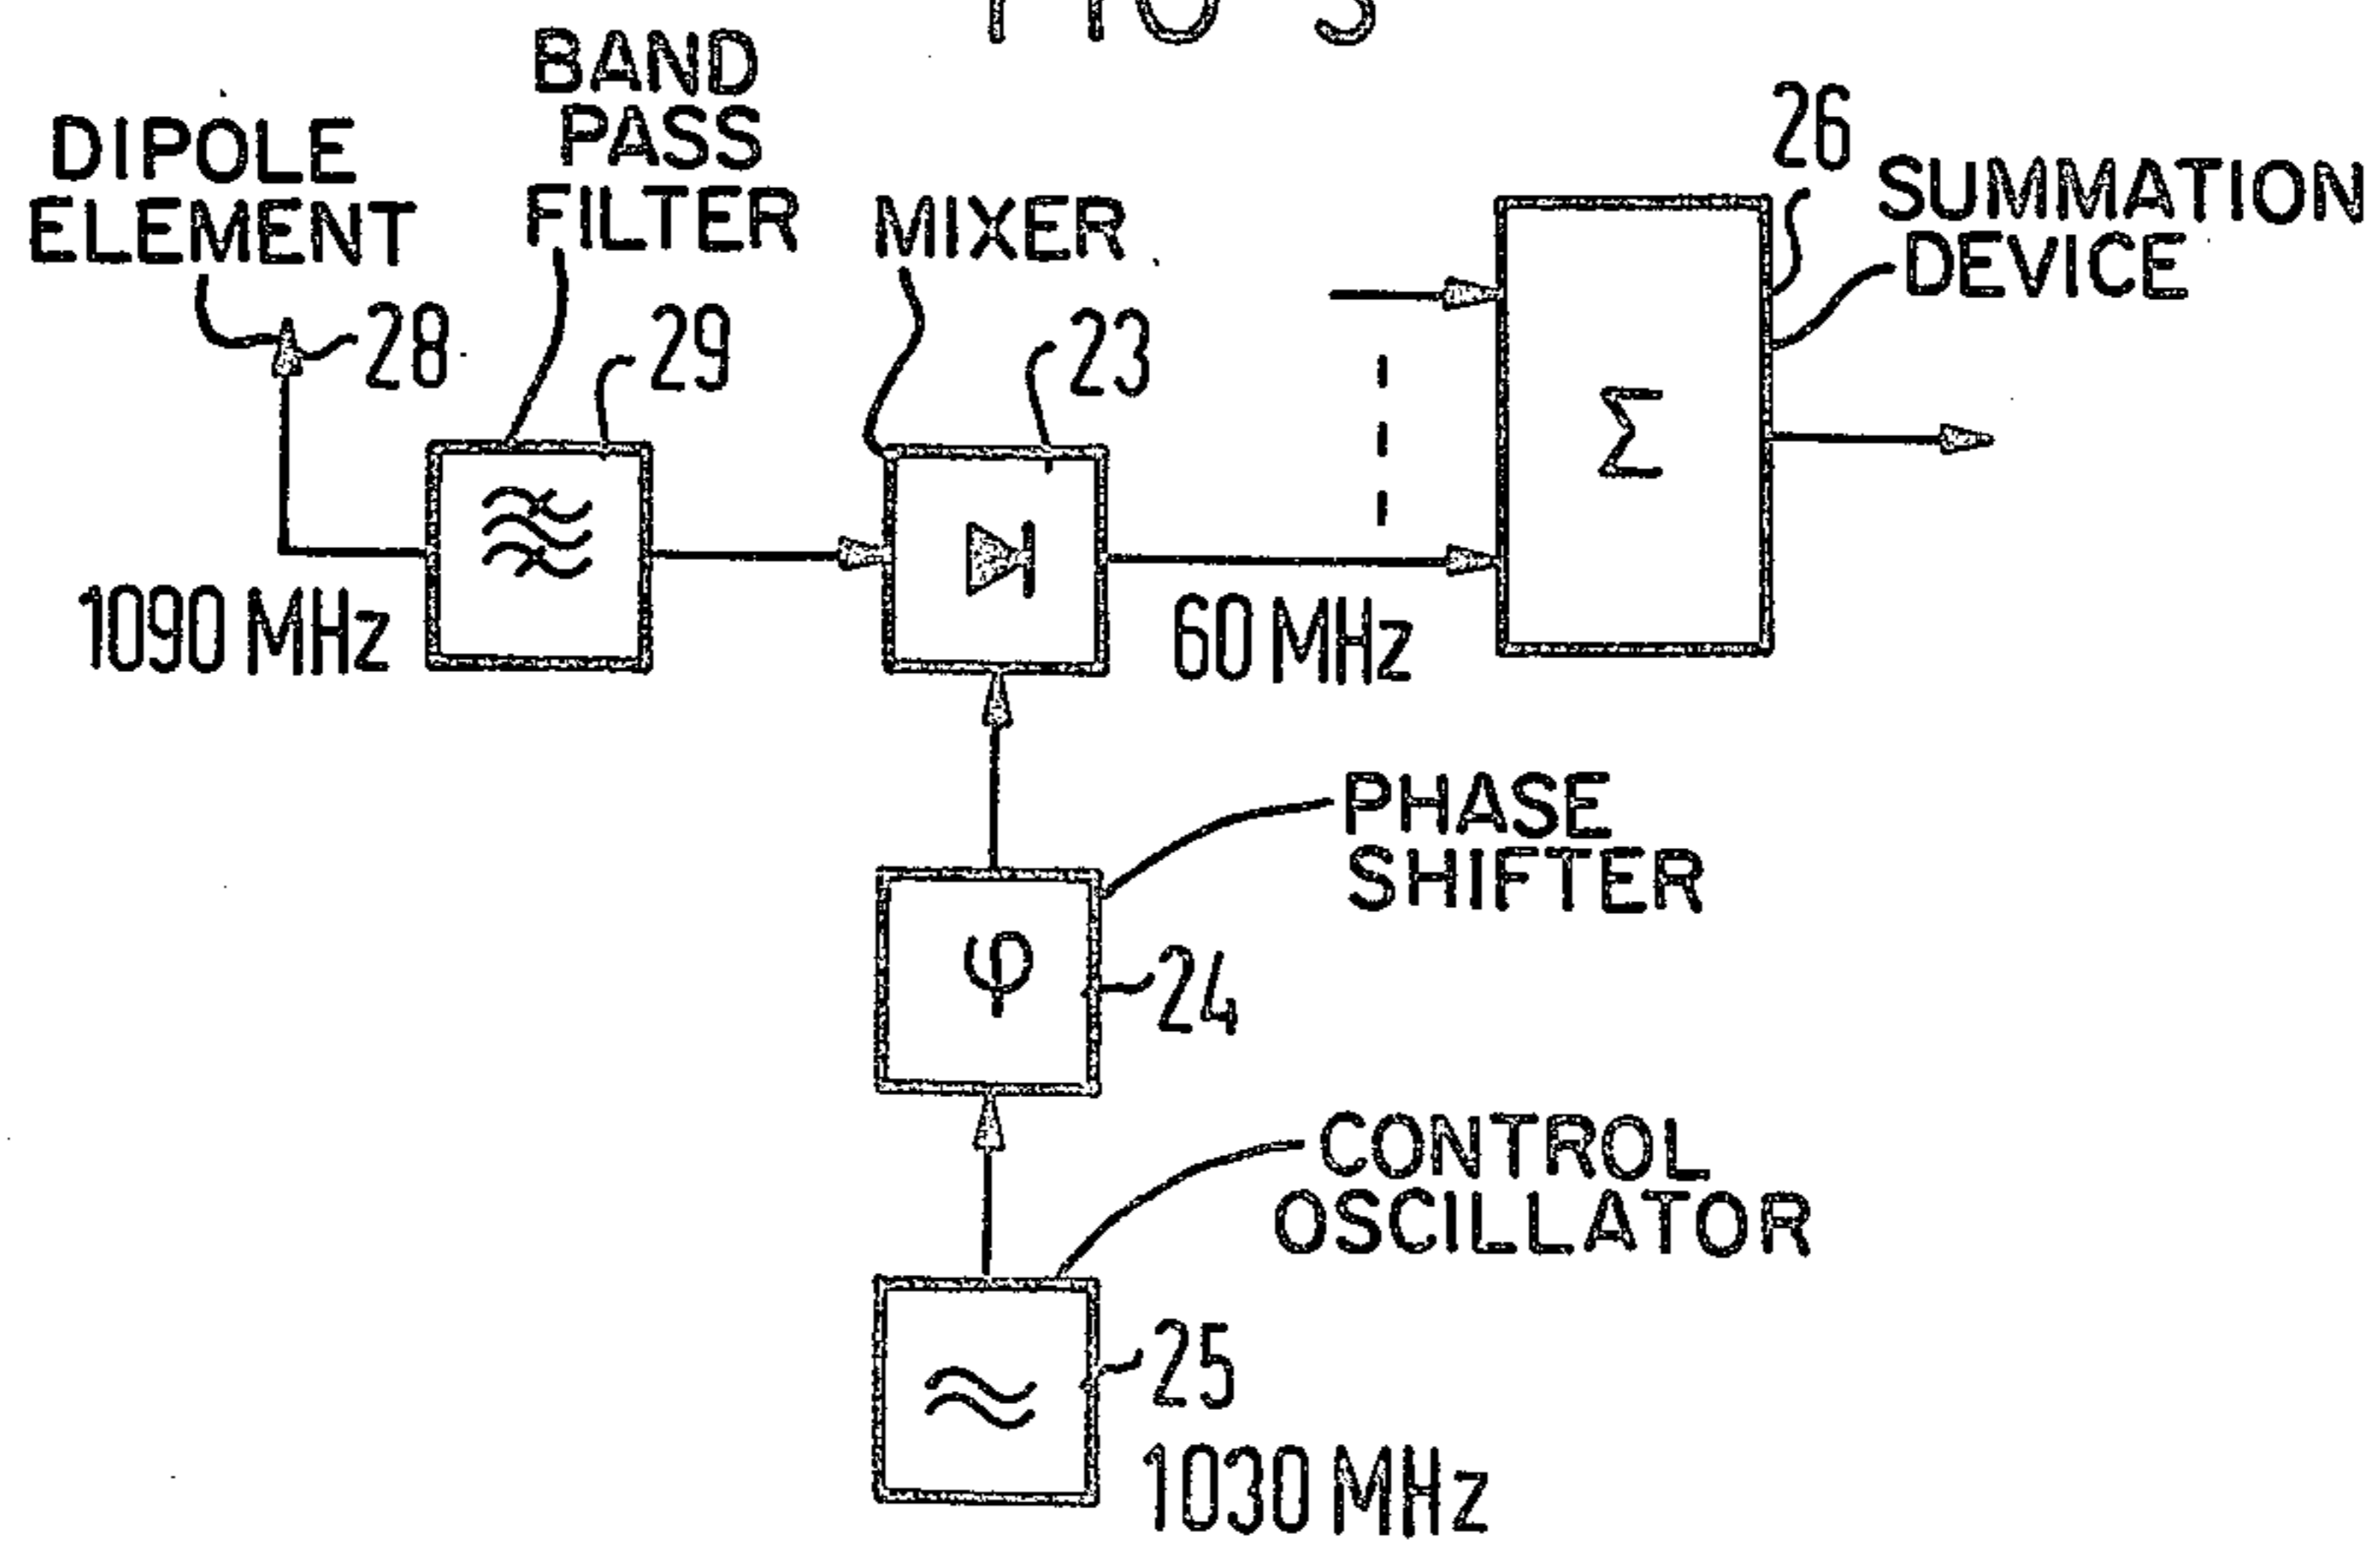 DIPOLE
ELEMENT
28
BAND
PASS
FILTER
29
MIXER
23
26
SUMMATION
DEVICE
Σ
1090 MHz
60 MHz
PHASE
SHIFTER
φ
24
CONTROL
OSCILLATOR
25
1030 MHz